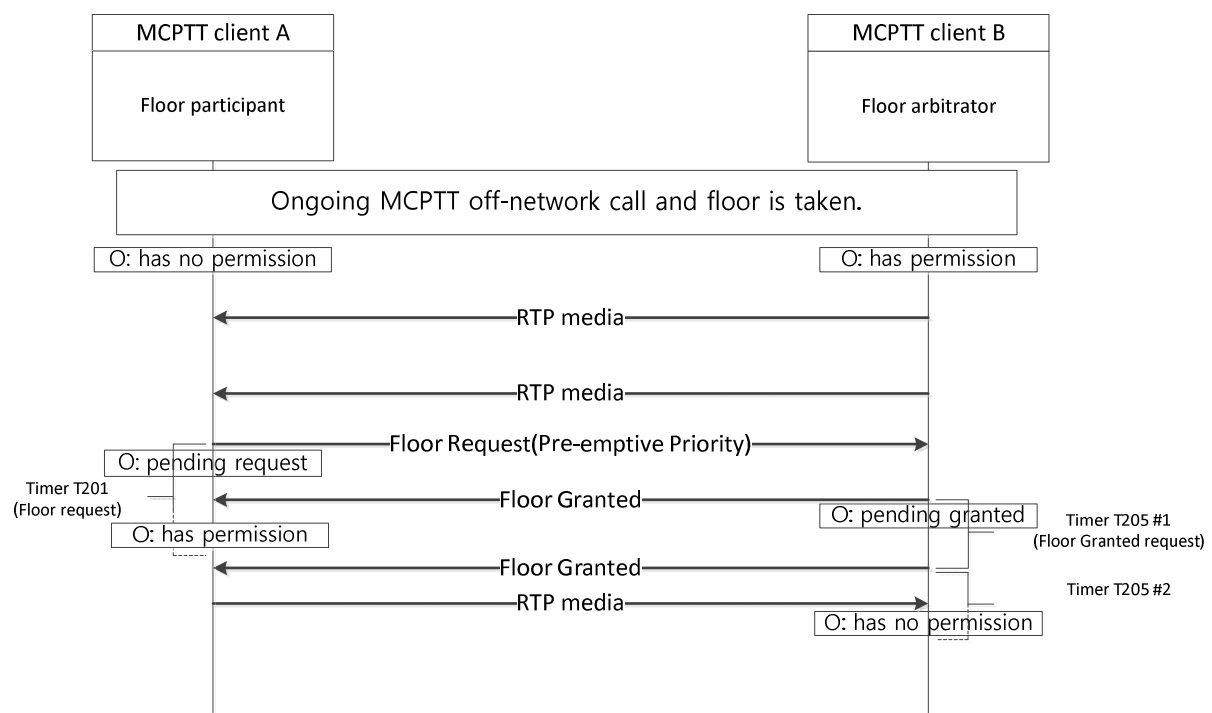 MCPTT client A
MCPTT client B
Floor participant
Floor arbitrator
Ongoing MCPTT off-network call and floor is taken.
O: has no permission
O: has permission
RTP media
RTP media
Floor Request(Pre-emptive Priority)
O: pending request
Timer T201
(Floor request)
Floor Granted
O: pending granted
O: has permission
Timer T205 #1
(Floor Granted request)
Floor Granted
Timer T205 #2
RTP media
O: has no permission